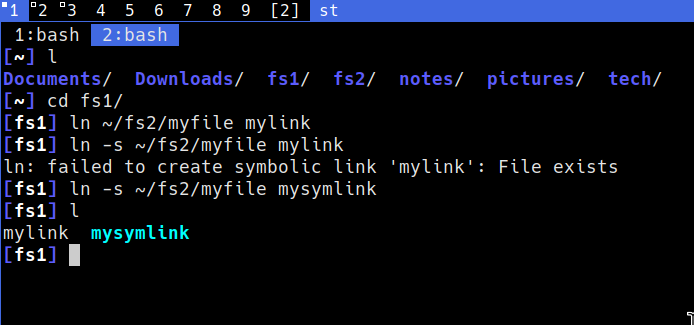 1 2 3 4 5 6 7 8 9 [2] st
1:bash 2:bash
[~] l
Documents/ Downloads/ fs1/ fs2/ notes/ pictures/ tech/
[~] cd fs1/
[fs1] ln ~/fs2/myfile mylink
[fs1] ln -s ~/fs2/myfile mylink
ln: failed to create symbolic link 'mylink': File exists
[fs1] ln -s ~/fs2/myfile mysymlink
[fs1] l
mylink mysymlink
[fs1]